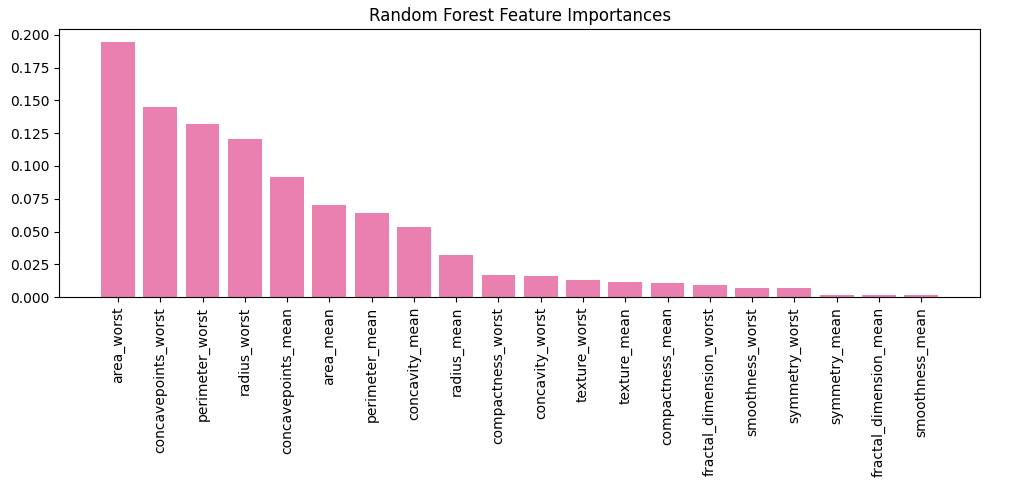 Random Forest Feature Importances
0.200
0.175
0.150
0.125
0.100
0.075
0.050
0.025
0.000
area_worst
concavepoints_worst
perimeter_worst
radius_worst
concavepoints_mean
area_mean
perimeter_mean
concavity_mean
radius_mean
compactness_worst
concavity_worst
texture_worst
texture_mean
compactness_mean
fractal_dimension_worst
smoothness_worst
symmetry_worst
symmetry_mean
fractal_dimension_mean
smoothness_mean